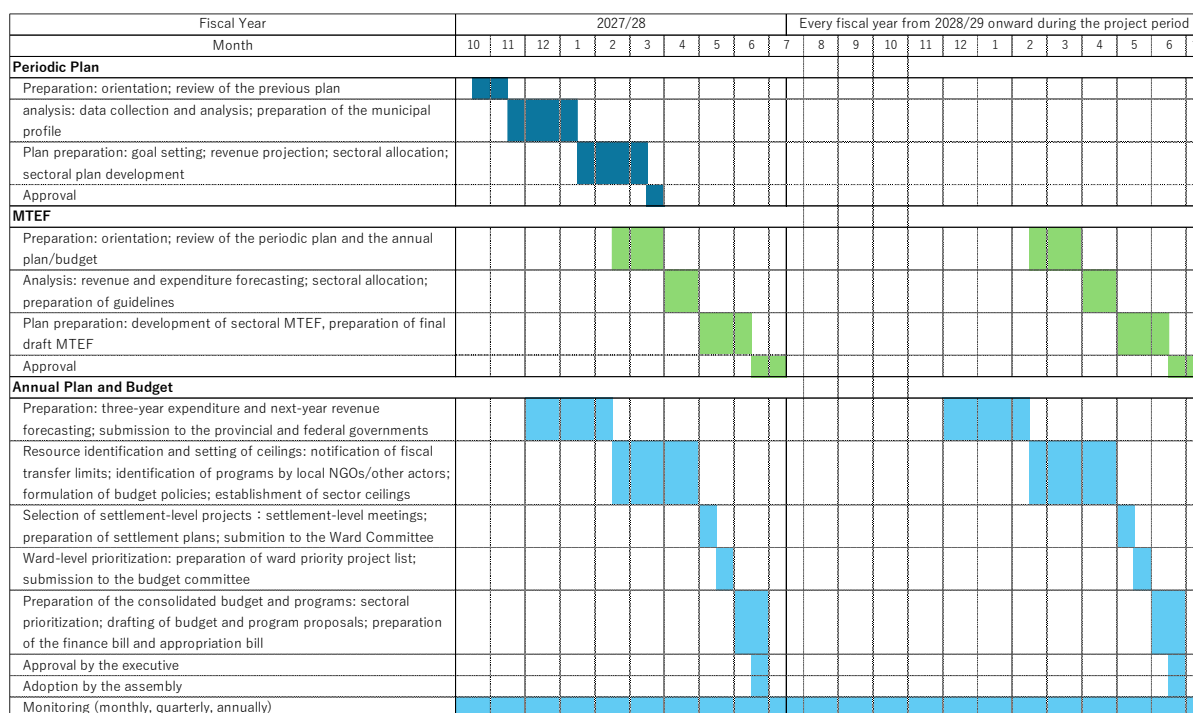 Fiscal Year 2027/28 Every fiscal year from 2028/29 onward during the project period
Month 10 11 12 1 2 3 4 5 6 7 8 9 10 11 12 1 2 3 4 5 6
Periodic Plan
Preparation: orientation; review of the previous plan
analysis: data collection and analysis; preparation of the municipal
profile
Plan preparation: goal setting; revenue projection; sectoral allocation;
sectoral plan development
Approval
MTEF
Preparation: orientation; review of the periodic plan and the annual
plan/budget
Analysis: revenue and expenditure forecasting; sectoral allocation;
preparation of guidelines
Plan preparation: development of sectoral MTEF, preparation of final
draft MTEF
Approval
Annual Plan and Budget
Preparation: three-year expenditure and next-year revenue
forecasting; submission to the provincial and federal governments
Resource identification and setting of ceilings: notification of fiscal
transfer limits; identification of programs by local NGOs/other actors;
formulation of budget policies; establishment of sector ceilings
Selection of settlement-level projects：settlement-level meetings;
preparation of settlement plans; submition to the Ward Committee
Ward-level prioritization: preparation of ward priority project list;
submission to the budget committee
Preparation of the consolidated budget and programs: sectoral
prioritization; drafting of budget and program proposals; preparation
of the finance bill and appropriation bill
Approval by the executive
Adoption by the assembly
Monitoring (monthly, quarterly, annually)